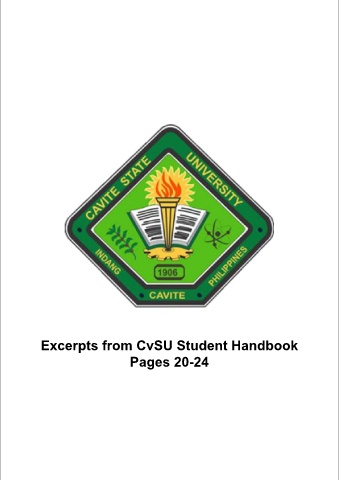 CAVITE STATE UNIVERSITY
1906
INDANG CAVITE PHILIPPINES
Excerpts from CvSU Student Handbook
Pages 20-24